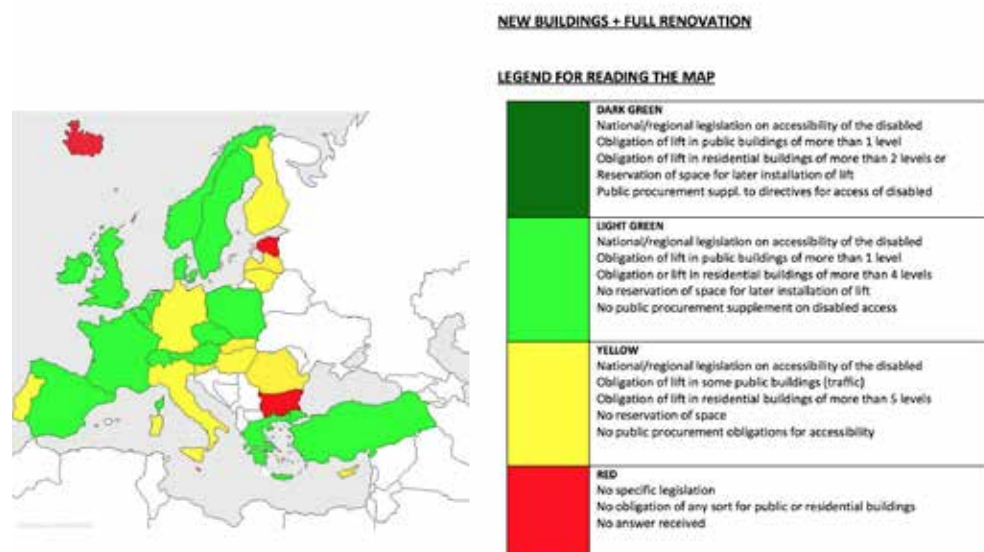 NEW BUILDINGS + FULL RENOVATION
LEGEND FOR READING THE MAP
DARK GREEN
National/regional legislation on accessibility of the disabled
Obligation of lift in public buildings of more than 1 level
Obligation of lift in residential buildings of more than 2 levels or
Reservation of space for later installation of lift
Public procurement suppl. to directives for access of disabled
LIGHT GREEN
National/regional legislation on accessibility of the disabled
Obligation of lift in public buildings of more than 1 level
Obligation or lift in residential buildings of more than 4 levels
No reservation of space for later installation of lift
No public procurement supplement on disabled access
YELLOW
National/regional legislation on accessibility of the disabled
Obligation of lift in some public buildings (traffic)
Obligation of lift in residential buildings of more than 5 levels
No reservation of space
No public procurement obligations for accessibility
RED
No specific legislation
No obligation of any sort for public or residential buildings
No answer received